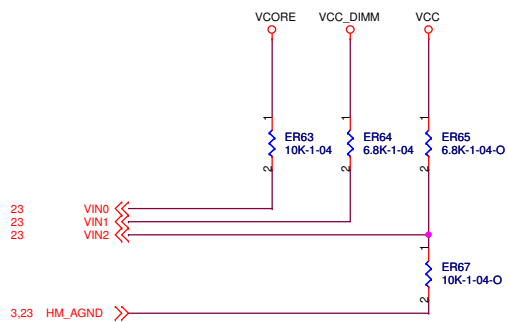 VCORE VCC_DIMM VCC
1 1 1
ER63 ER64 ER65
10K-1-04 6.8K-1-04 6.8K-1-04-O
2 2 2
23 VIN0
23 VIN1
23 VIN2
1
ER67
10K-1-04-O
2
3,23 HM_AGND